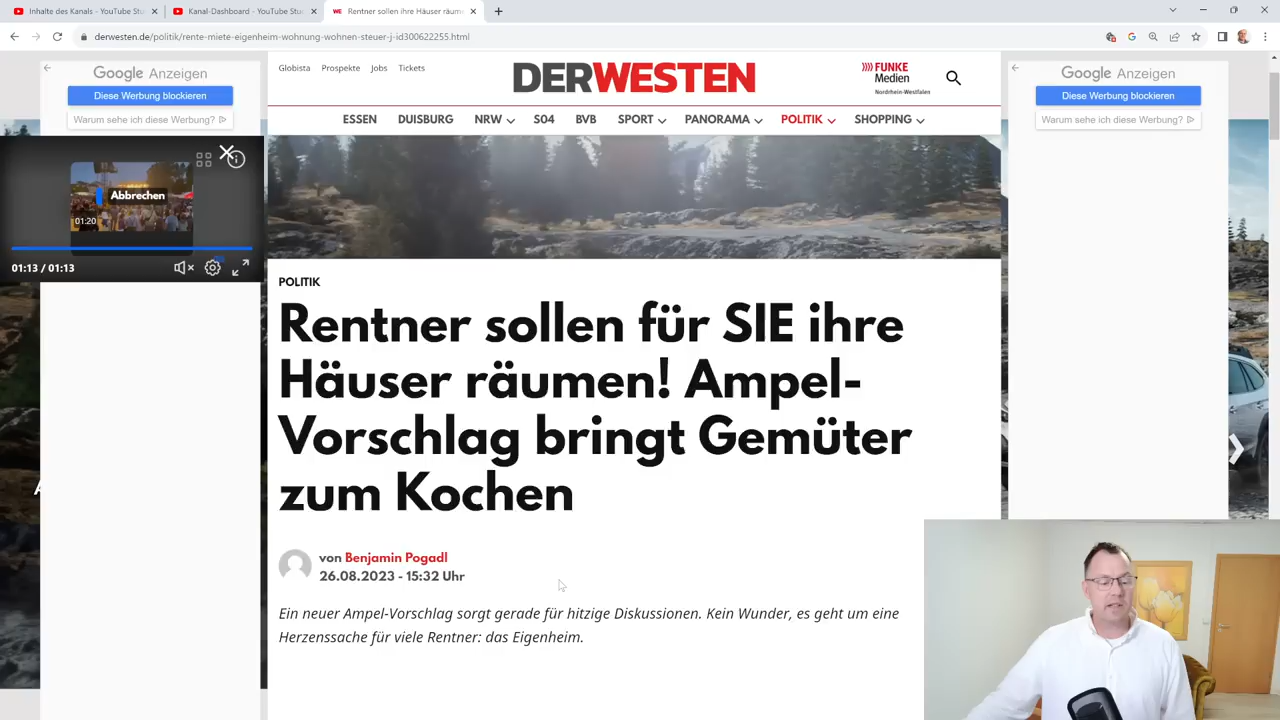 Inhalte des Kanals - YouTube Stu
Kanal-Dashboard - YouTube Stud
WE Rentner sollen ihre Häuser räum
derwesten.de/politik/rente-miete-eigenheim-wohnung-wohnen-steuer-j-id300622255.html
Google Anzeigen
Diese Werbung blockieren
Warum sehe ich diese Werbung?
Abbrechen
01:20
01:13 / 01:13
Globista Prospekte Jobs Tickets
DERWESTEN
FUNKE
Medien
Nordrhein-Westfalen
ESSEN DUISBURG NRW S04 BVB SPORT PANORAMA POLITIK SHOPPING
POLITIK
Rentner sollen für SIE ihre
Häuser räumen! Ampel-
Vorschlag bringt Gemüter
zum Kochen
von Benjamin Pogadl
26.08.2023 - 15:32 Uhr
Ein neuer Ampel-Vorschlag sorgt gerade für hitzige Diskussionen. Kein Wunder, es geht um eine
Herzenssache für viele Rentner: das Eigenheim.
Google Anzeigen
Diese Werbung blockieren
Warum sehe ich diese Werbung?